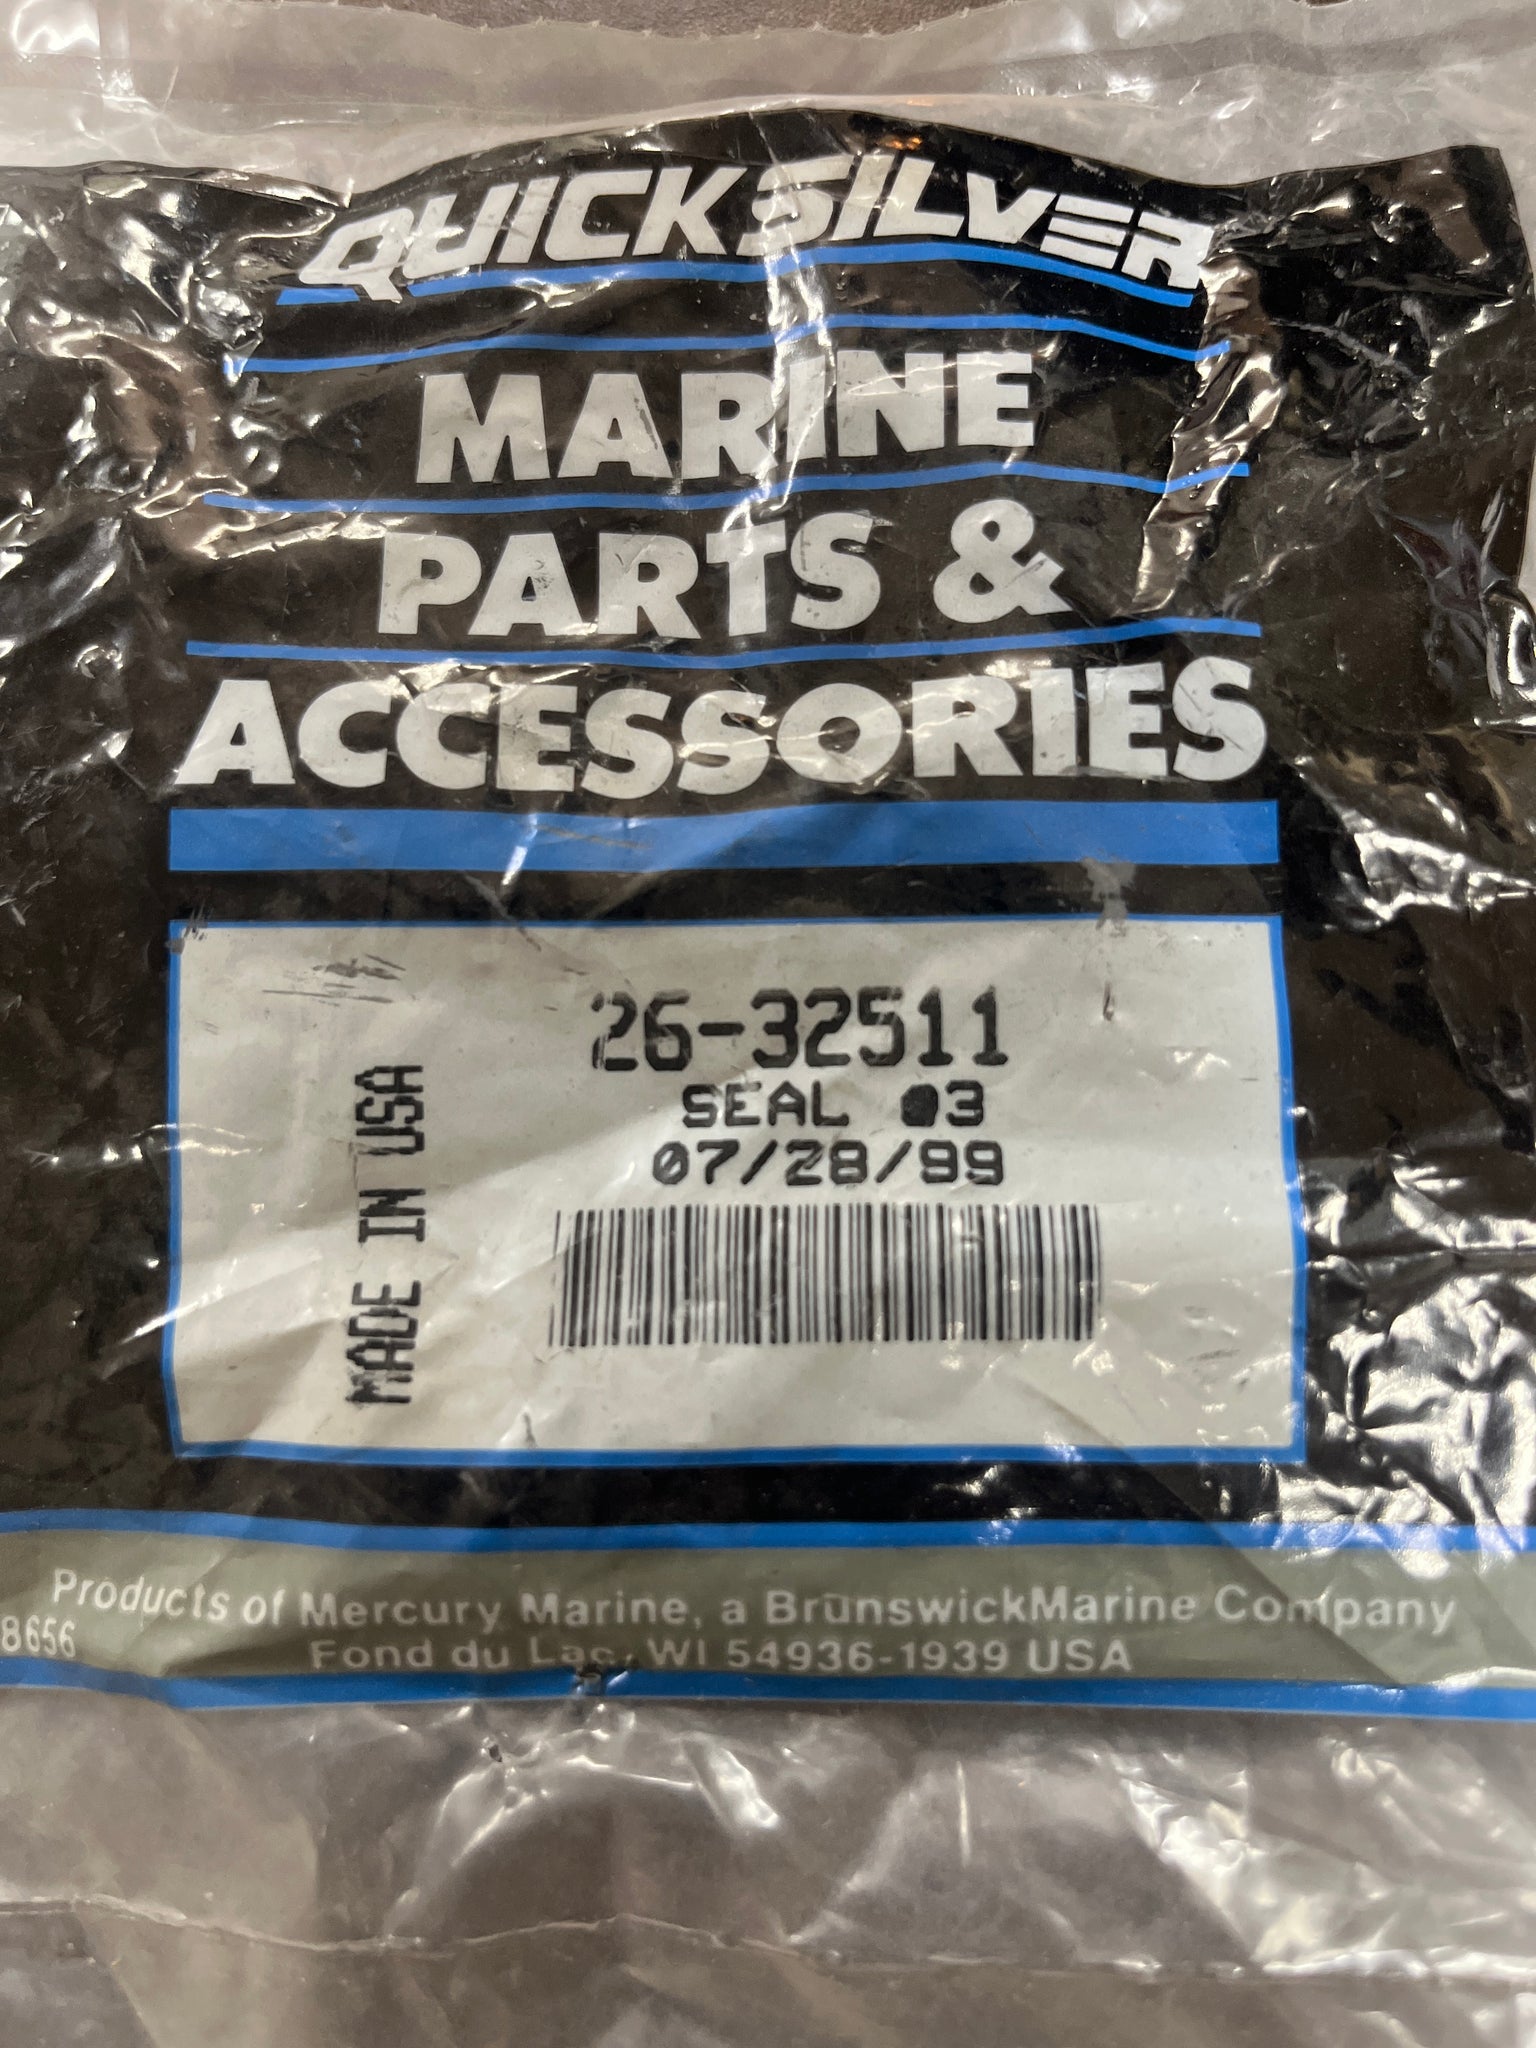 QUICKSILVER
MARINE
PARTS &
ACCESSORIES
26-32511
SEAL 03
07/28/99
MADE IN USA
Products of Mercury Marine, a BrunswickMarine Company
8656
Fond du Lac, WI 54936-1939 USA